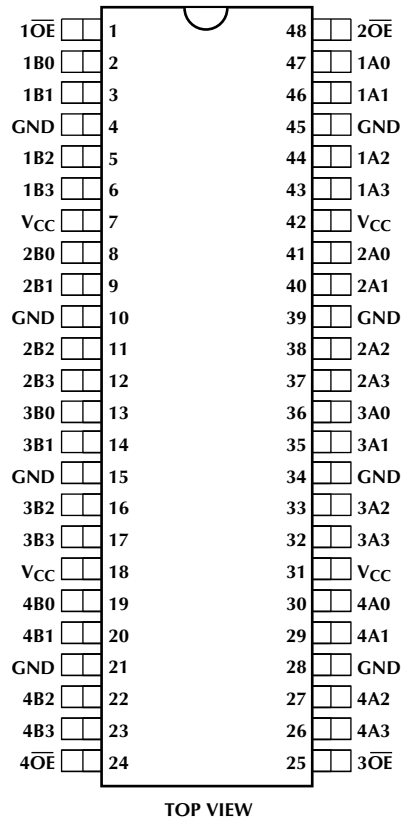 1O̅E̅ 1 48 2O̅E̅
1B0 2 47 1A0
1B1 3 46 1A1
GND 4 45 GND
1B2 5 44 1A2
1B3 6 43 1A3
VCC 7 42 VCC
2B0 8 41 2A0
2B1 9 40 2A1
GND 10 39 GND
2B2 11 38 2A2
2B3 12 37 2A3
3B0 13 36 3A0
3B1 14 35 3A1
GND 15 34 GND
3B2 16 33 3A2
3B3 17 32 3A3
VCC 18 31 VCC
4B0 19 30 4A0
4B1 20 29 4A1
GND 21 28 GND
4B2 22 27 4A2
4B3 23 26 4A3
4O̅E̅ 24 25 3O̅E̅
TOP VIEW